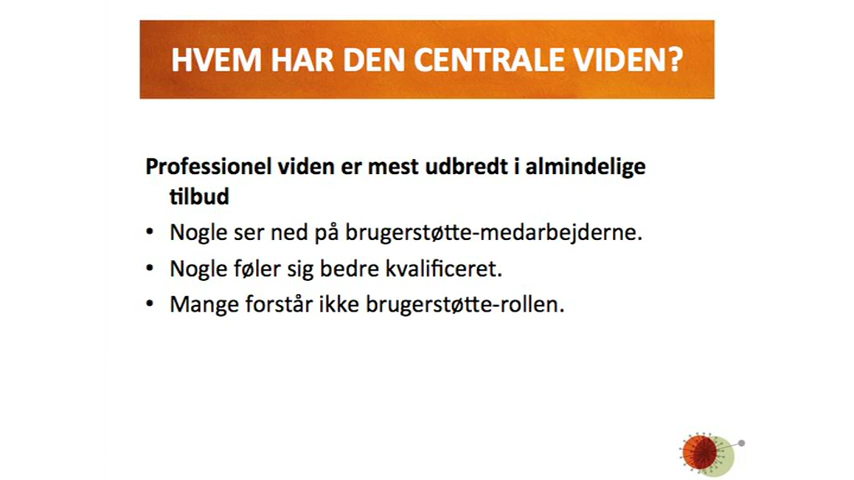 HVEM HAR DEN CENTRALE VIDEN?
Professionel viden er mest udbredt i almindelige
tilbud
• Nogle ser ned på brugerstøtte-medarbejderne.
• Nogle føler sig bedre kvalificeret.
• Mange forstår ikke brugerstøtte-rollen.